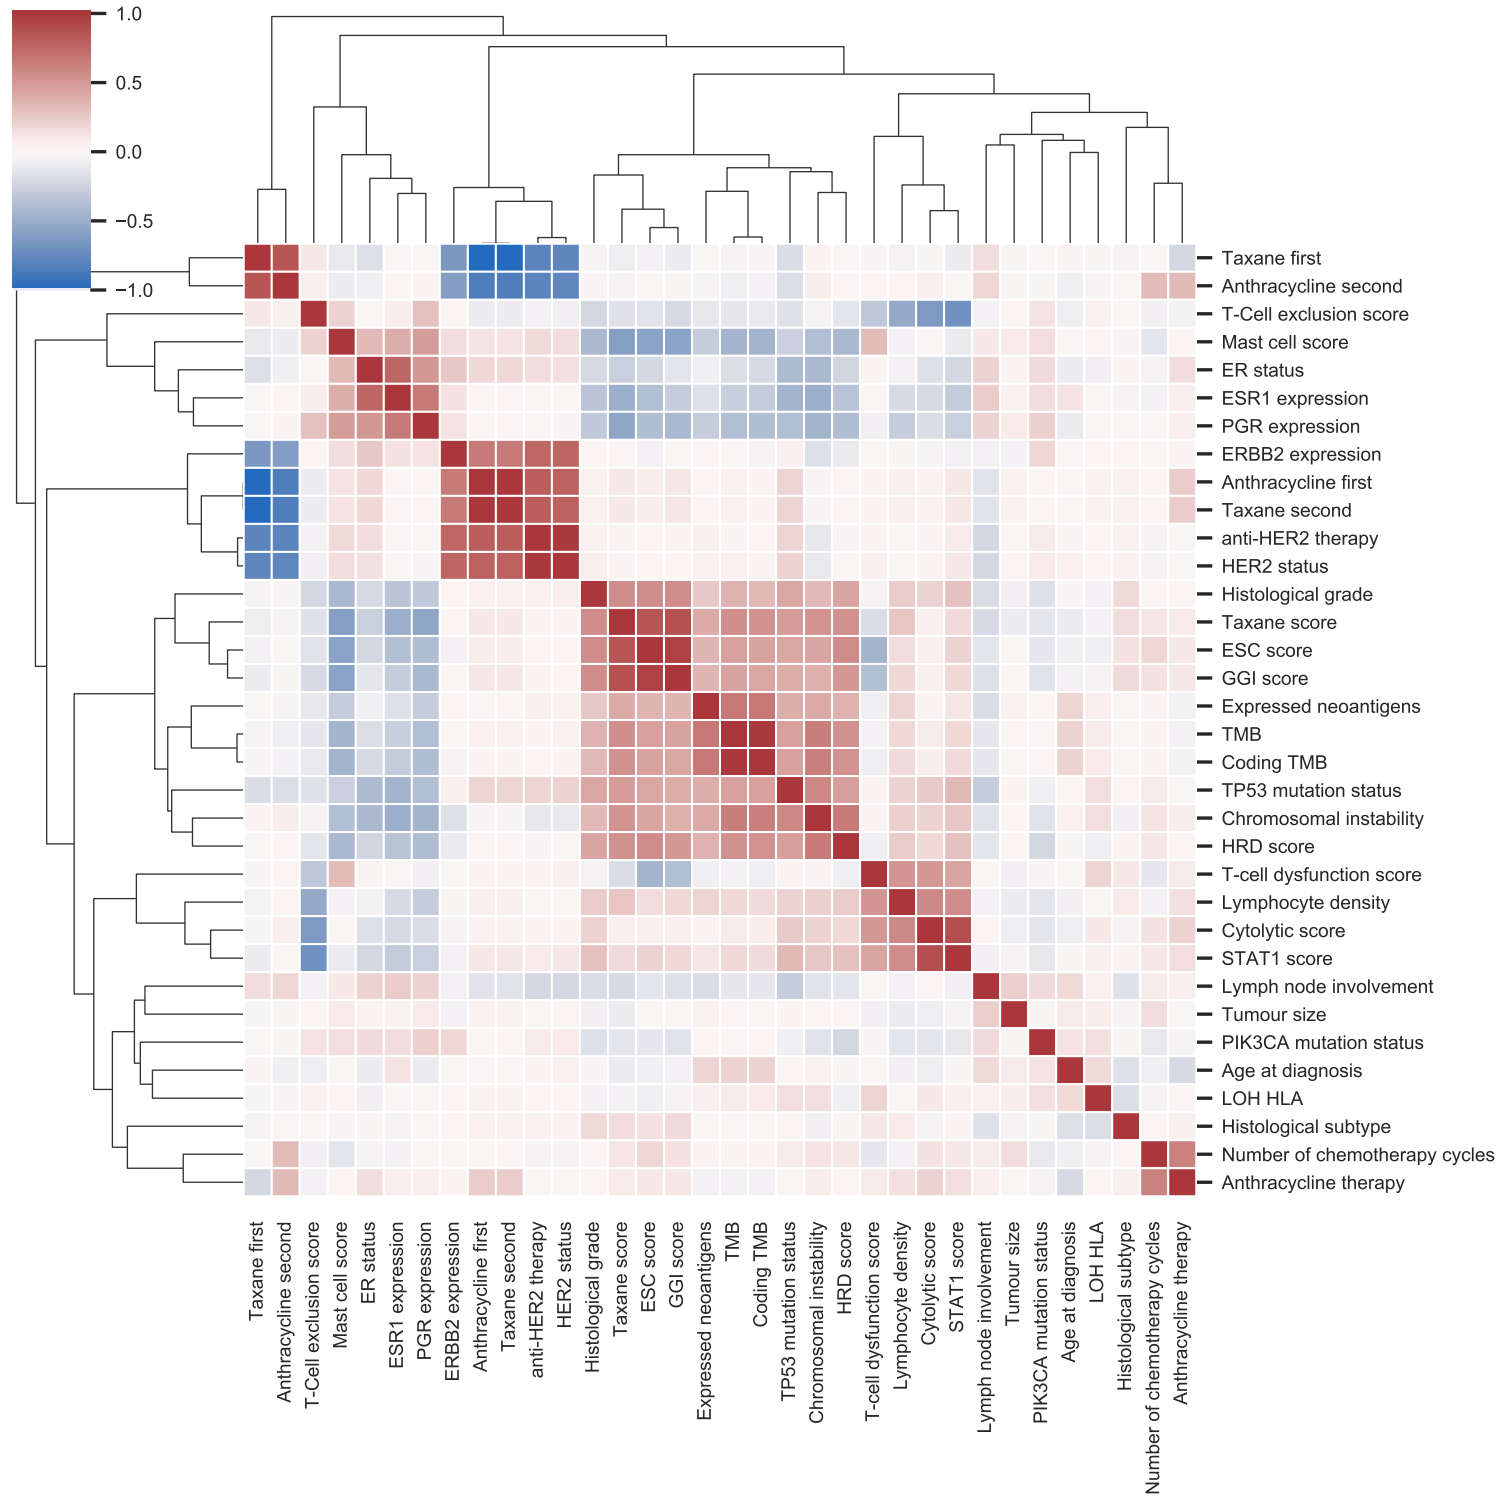 1.0
0.5
0.0
−0.5
−1.0
Taxane first
Anthracycline second
T-Cell exclusion score
Mast cell score
ER status
ESR1 expression
PGR expression
ERBB2 expression
Anthracycline first
Taxane second
anti-HER2 therapy
HER2 status
Histological grade
Taxane score
ESC score
GGI score
Expressed neoantigens
TMB
Coding TMB
TP53 mutation status
Chromosomal instability
HRD score
T-cell dysfunction score
Lymphocyte density
Cytolytic score
STAT1 score
Lymph node involvement
Tumour size
PIK3CA mutation status
Age at diagnosis
LOH HLA
Histological subtype
Number of chemotherapy cycles
Anthracycline therapy
Taxane first
Anthracycline second
T-Cell exclusion score
Mast cell score
ER status
ESR1 expression
PGR expression
ERBB2 expression
Anthracycline first
Taxane second
anti-HER2 therapy
HER2 status
Histological grade
Taxane score
ESC score
GGI score
Expressed neoantigens
TMB
Coding TMB
TP53 mutation status
Chromosomal instability
HRD score
T-cell dysfunction score
Lymphocyte density
Cytolytic score
STAT1 score
Lymph node involvement
Tumour size
PIK3CA mutation status
Age at diagnosis
LOH HLA
Histological subtype
Number of chemotherapy cycles
Anthracycline therapy